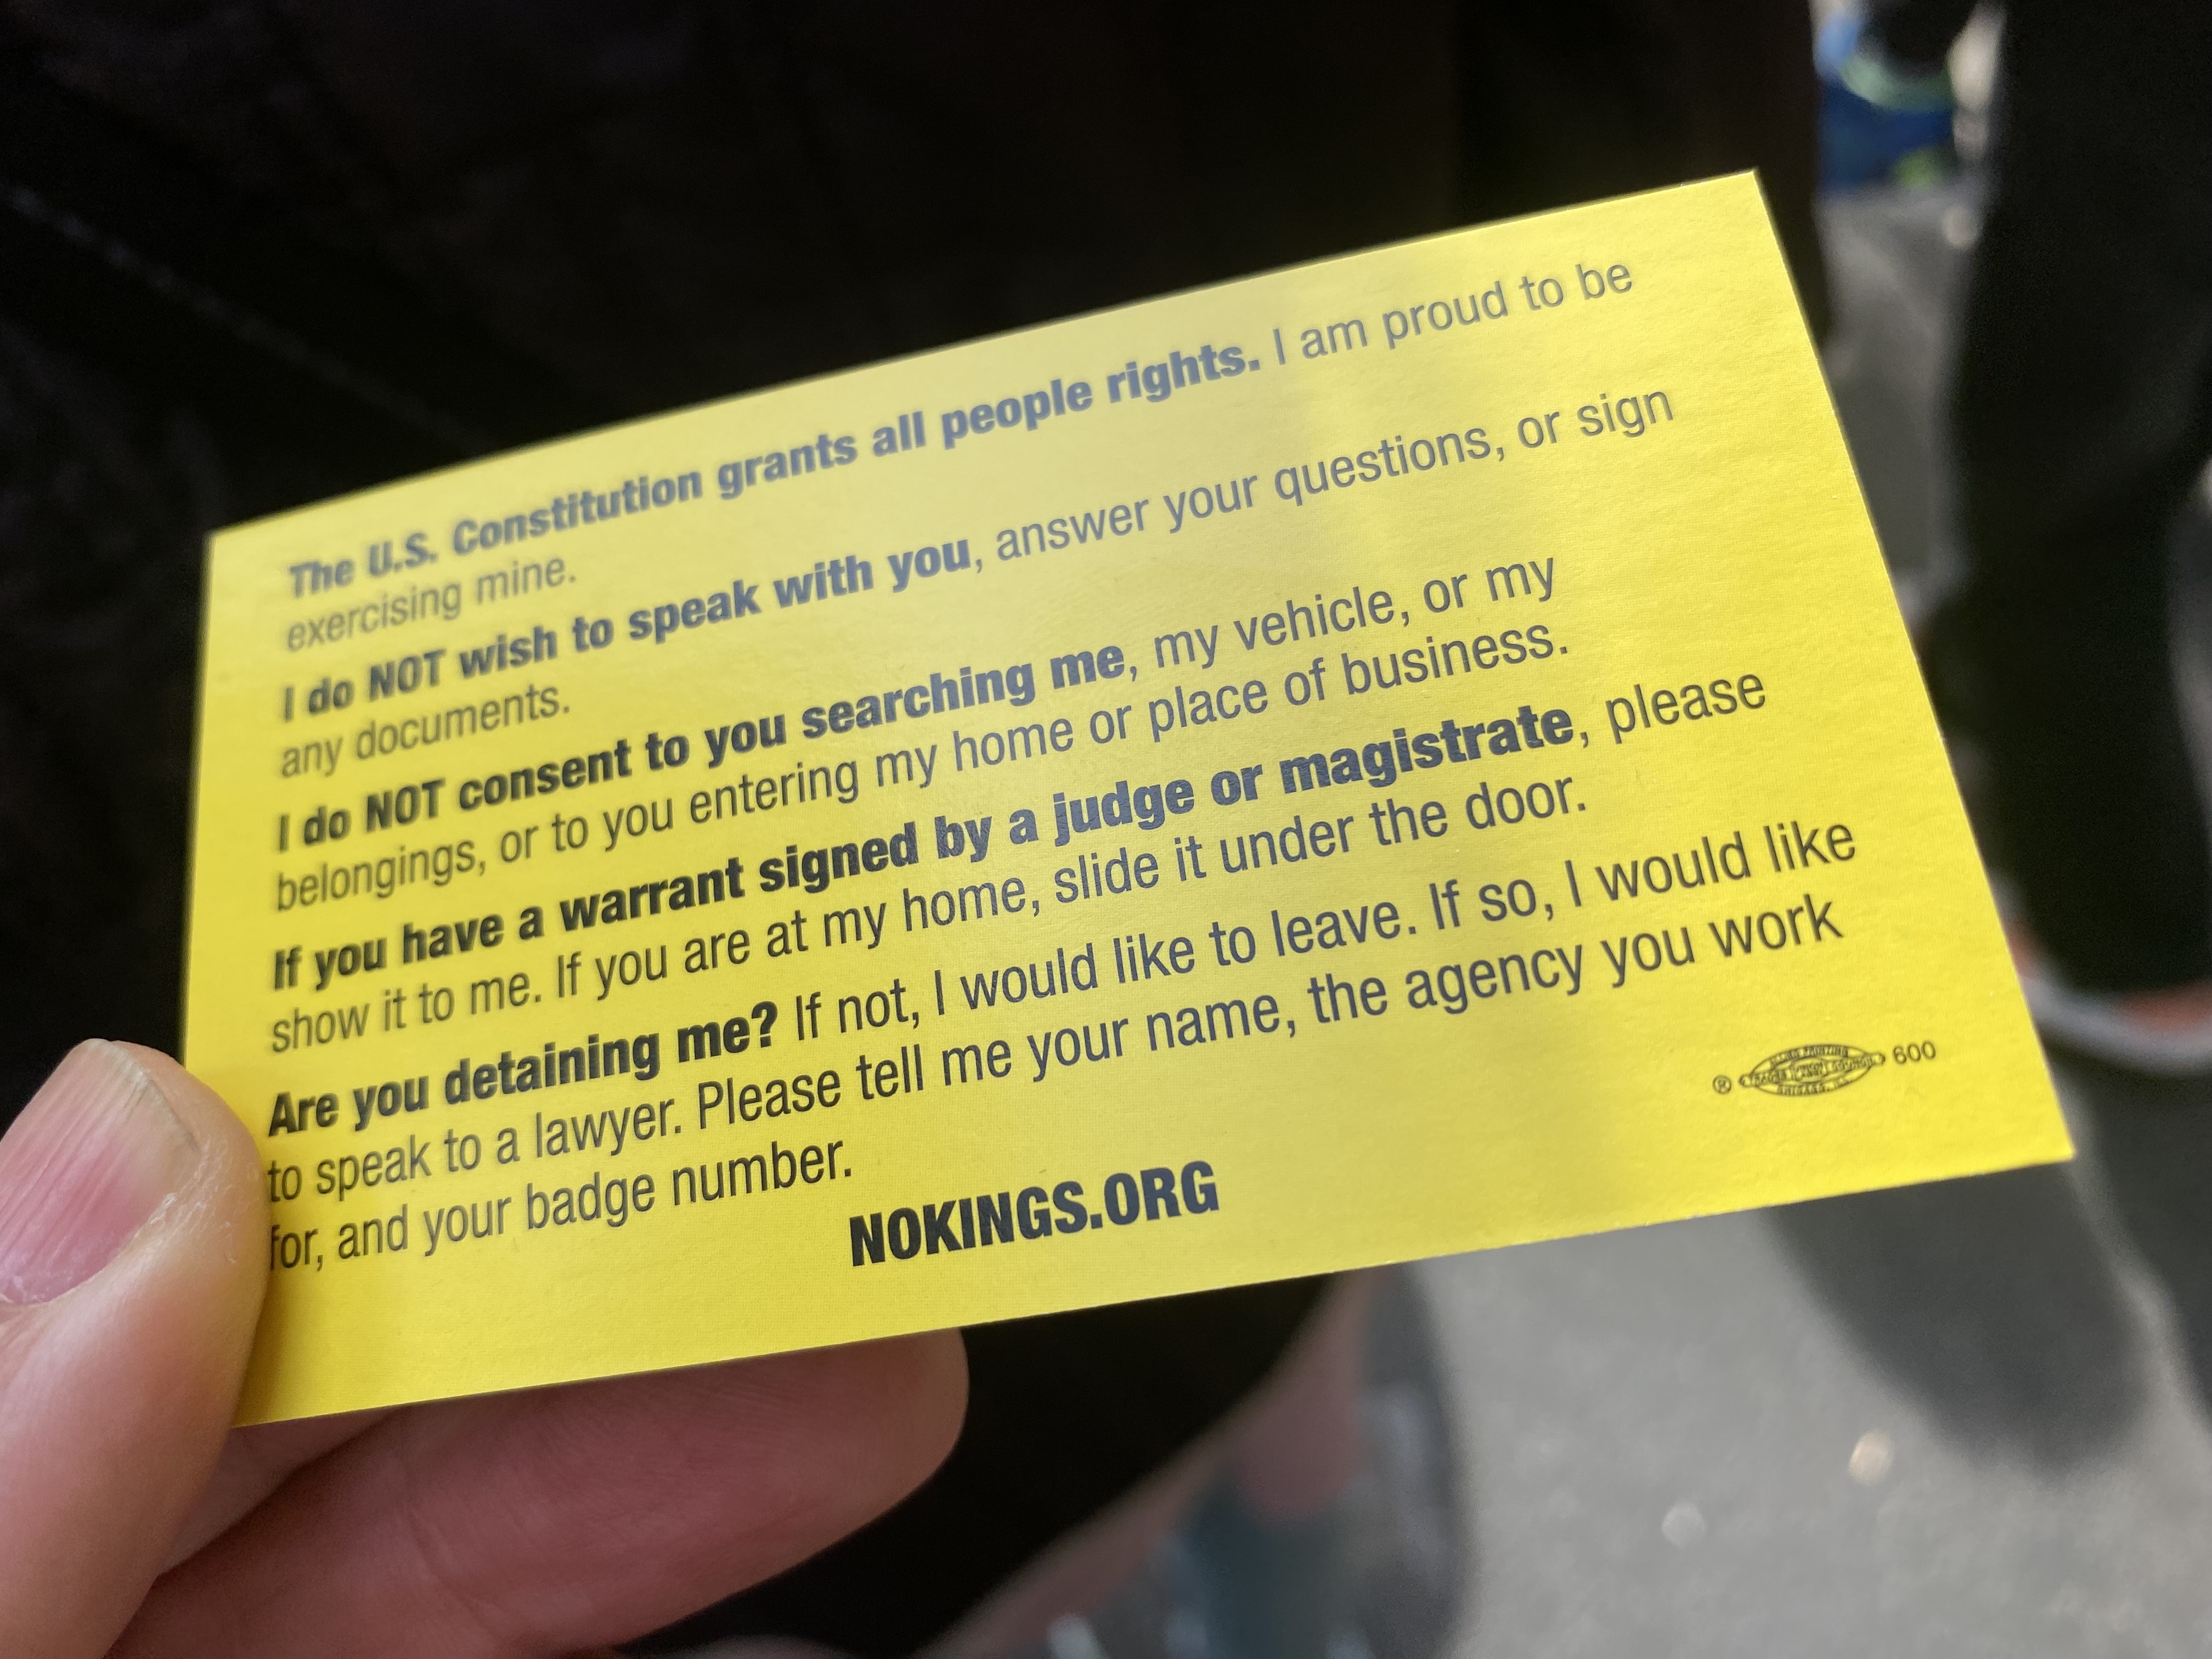 The U.S. Constitution grants all people rights. I am proud to be
exercising mine.
I do NOT wish to speak with you, answer your questions, or sign
any documents.
I do NOT consent to you searching me, my vehicle, or my
belongings, or to you entering my home or place of business.
If you have a warrant signed by a judge or magistrate, please
show it to me. If you are at my home, slide it under the door.
Are you detaining me? If not, I would like to leave. If so, I would like
to speak to a lawyer. Please tell me your name, the agency you work
for, and your badge number.
® 600
NOKINGS.ORG